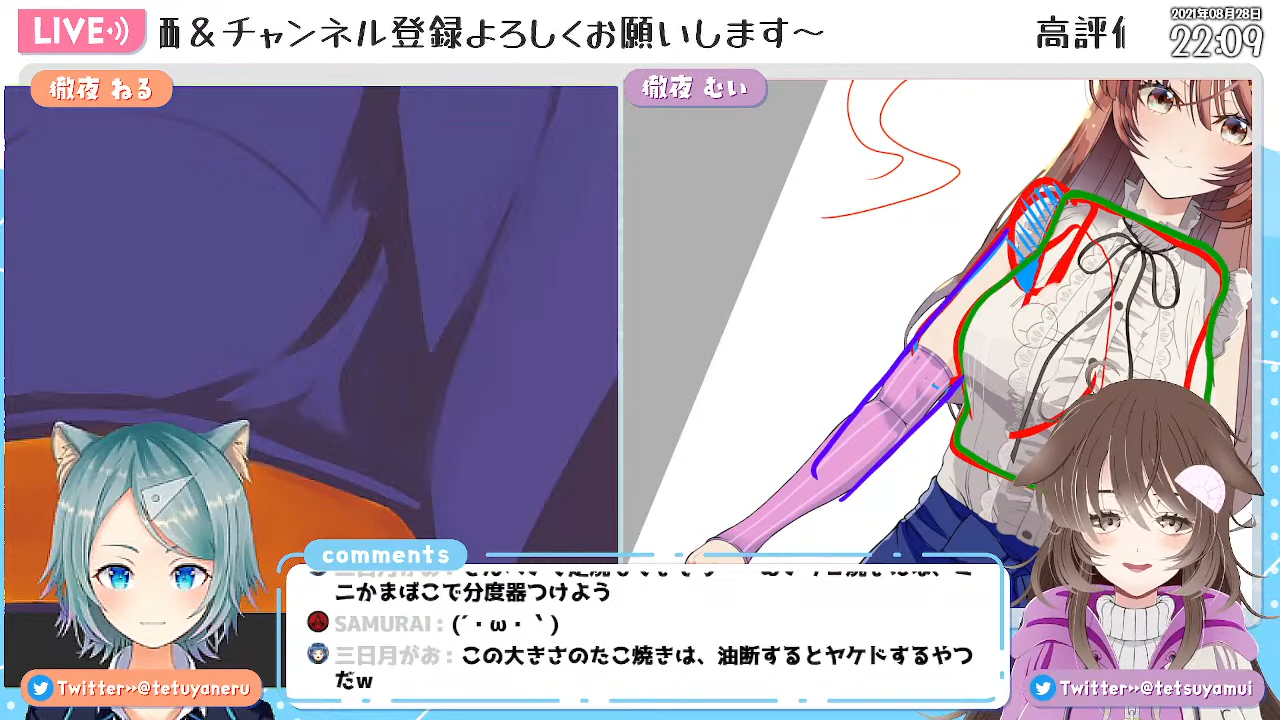 LIVE
画＆チャンネル登録よろしくお願いします～
高評価
2021年08月28日
22:09
徹夜 ねる
徹夜 むい
comments
ニかまぼこで分度器つけよう
SAMURAI : (´・ω・｀)
三日月がお : この大きさのたこ焼きは、油断するとヤケドするやつ
だw
Twitter››@tetuyaneru
Twitter››@tetsuyamui